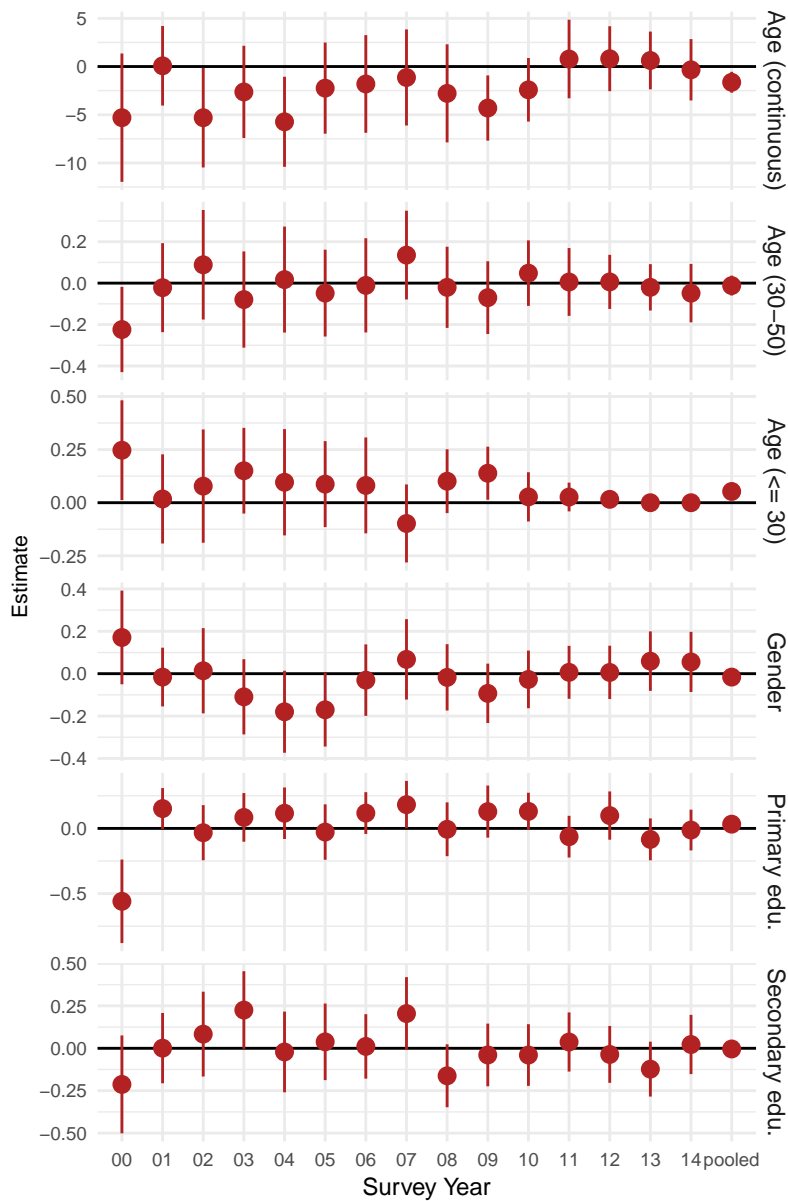 5
0
−5
−10
Age (continuous)
0.2
0.0
−0.2
−0.4
Age (30−50)
0.50
0.25
0.00
−0.25
Age (<= 30)
Estimate
0.4
0.2
0.0
−0.2
−0.4
Gender
0.0
−0.5
Primary edu.
0.50
0.25
0.00
−0.25
−0.50
Secondary edu.
00 01 02 03 04 05 06 07 08 09 10 11 12 13 14 pooled
Survey Year